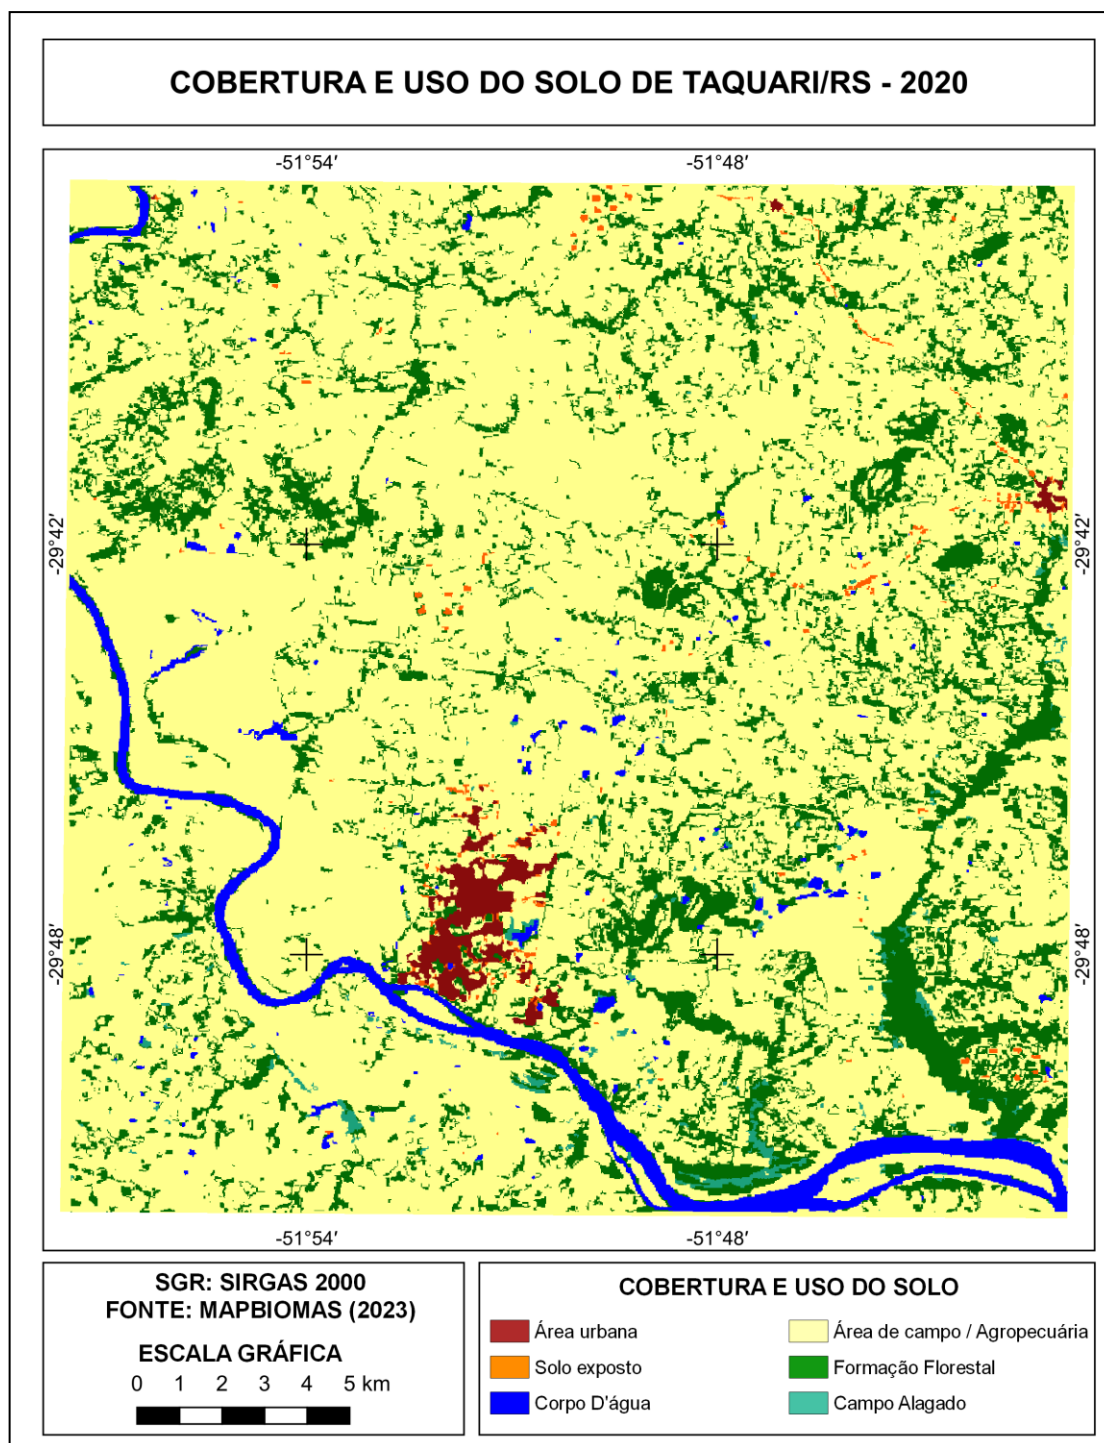 COBERTURA E USO DO SOLO DE TAQUARI/RS - 2020
-51°54′ -51°48′
-29°42′ -29°42′
-29°48′ -29°48′
-51°54′ -51°48′
SGR: SIRGAS 2000
FONTE: MAPBIOMAS (2023)
ESCALA GRÁFICA
0 1 2 3 4 5 km
COBERTURA E USO DO SOLO
Área urbana
Solo exposto
Corpo D'água
Área de campo / Agropecuária
Formação Florestal
Campo Alagado